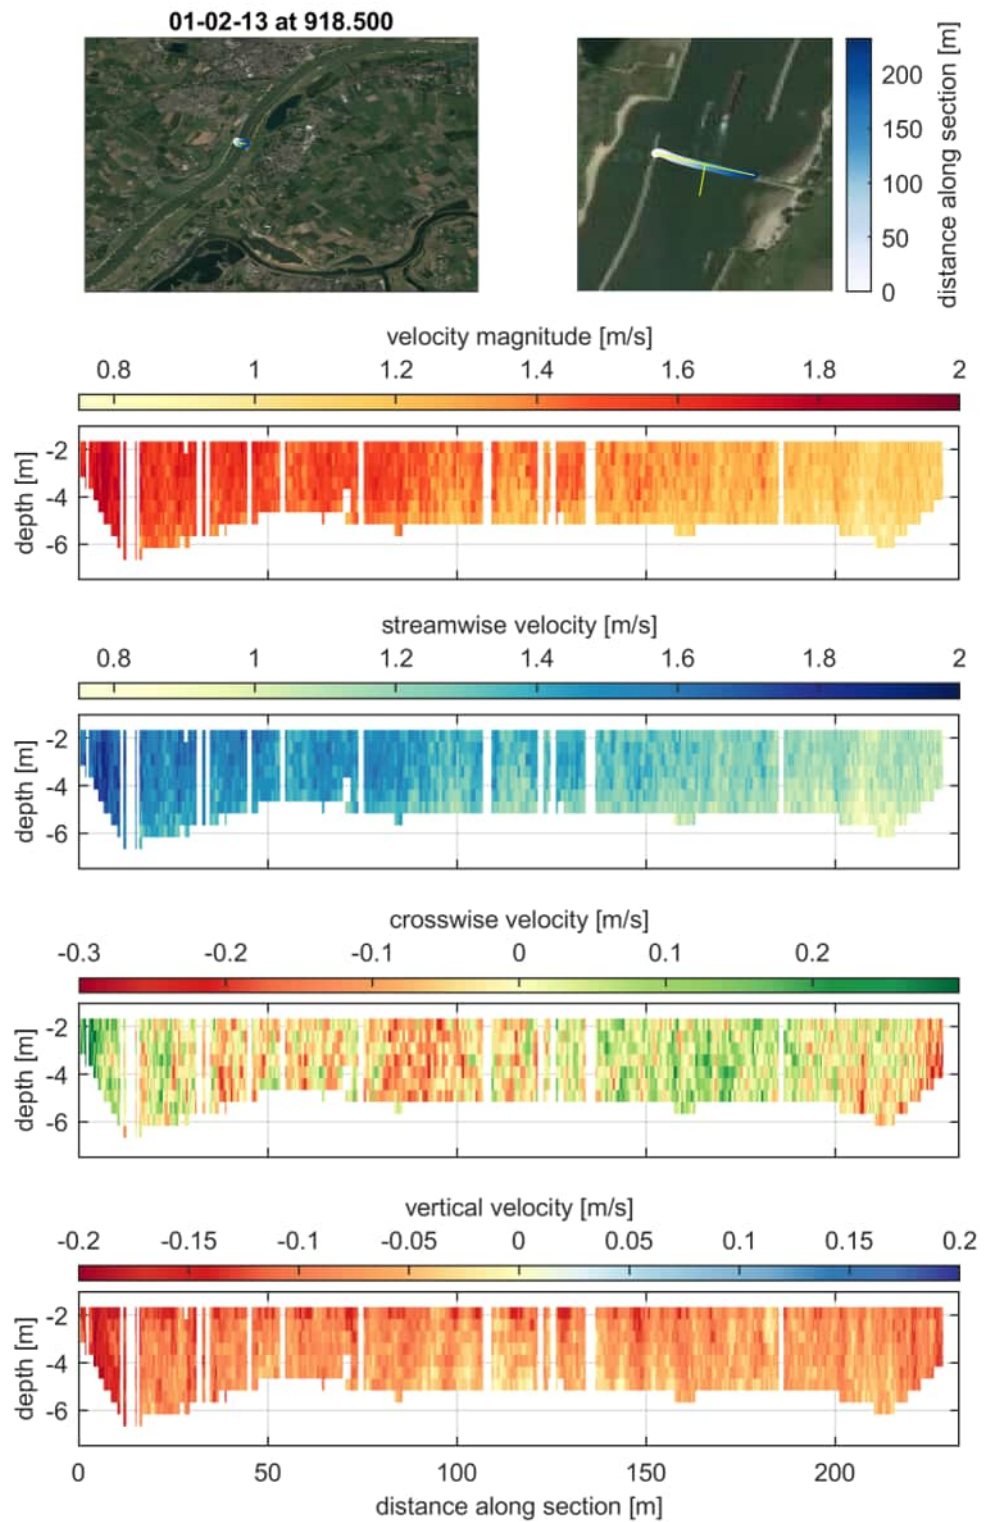 01-02-13 at 918.500
distance along section [m]
200
150
100
50
0
velocity magnitude [m/s]
0.8 1 1.2 1.4 1.6 1.8 2
depth [m]
-2
-4
-6
streamwise velocity [m/s]
0.8 1 1.2 1.4 1.6 1.8 2
depth [m]
-2
-4
-6
crosswise velocity [m/s]
-0.3 -0.2 -0.1 0 0.1 0.2
depth [m]
-2
-4
-6
vertical velocity [m/s]
-0.2 -0.15 -0.1 -0.05 0 0.05 0.1 0.15 0.2
depth [m]
-2
-4
-6
0 50 100 150 200
distance along section [m]